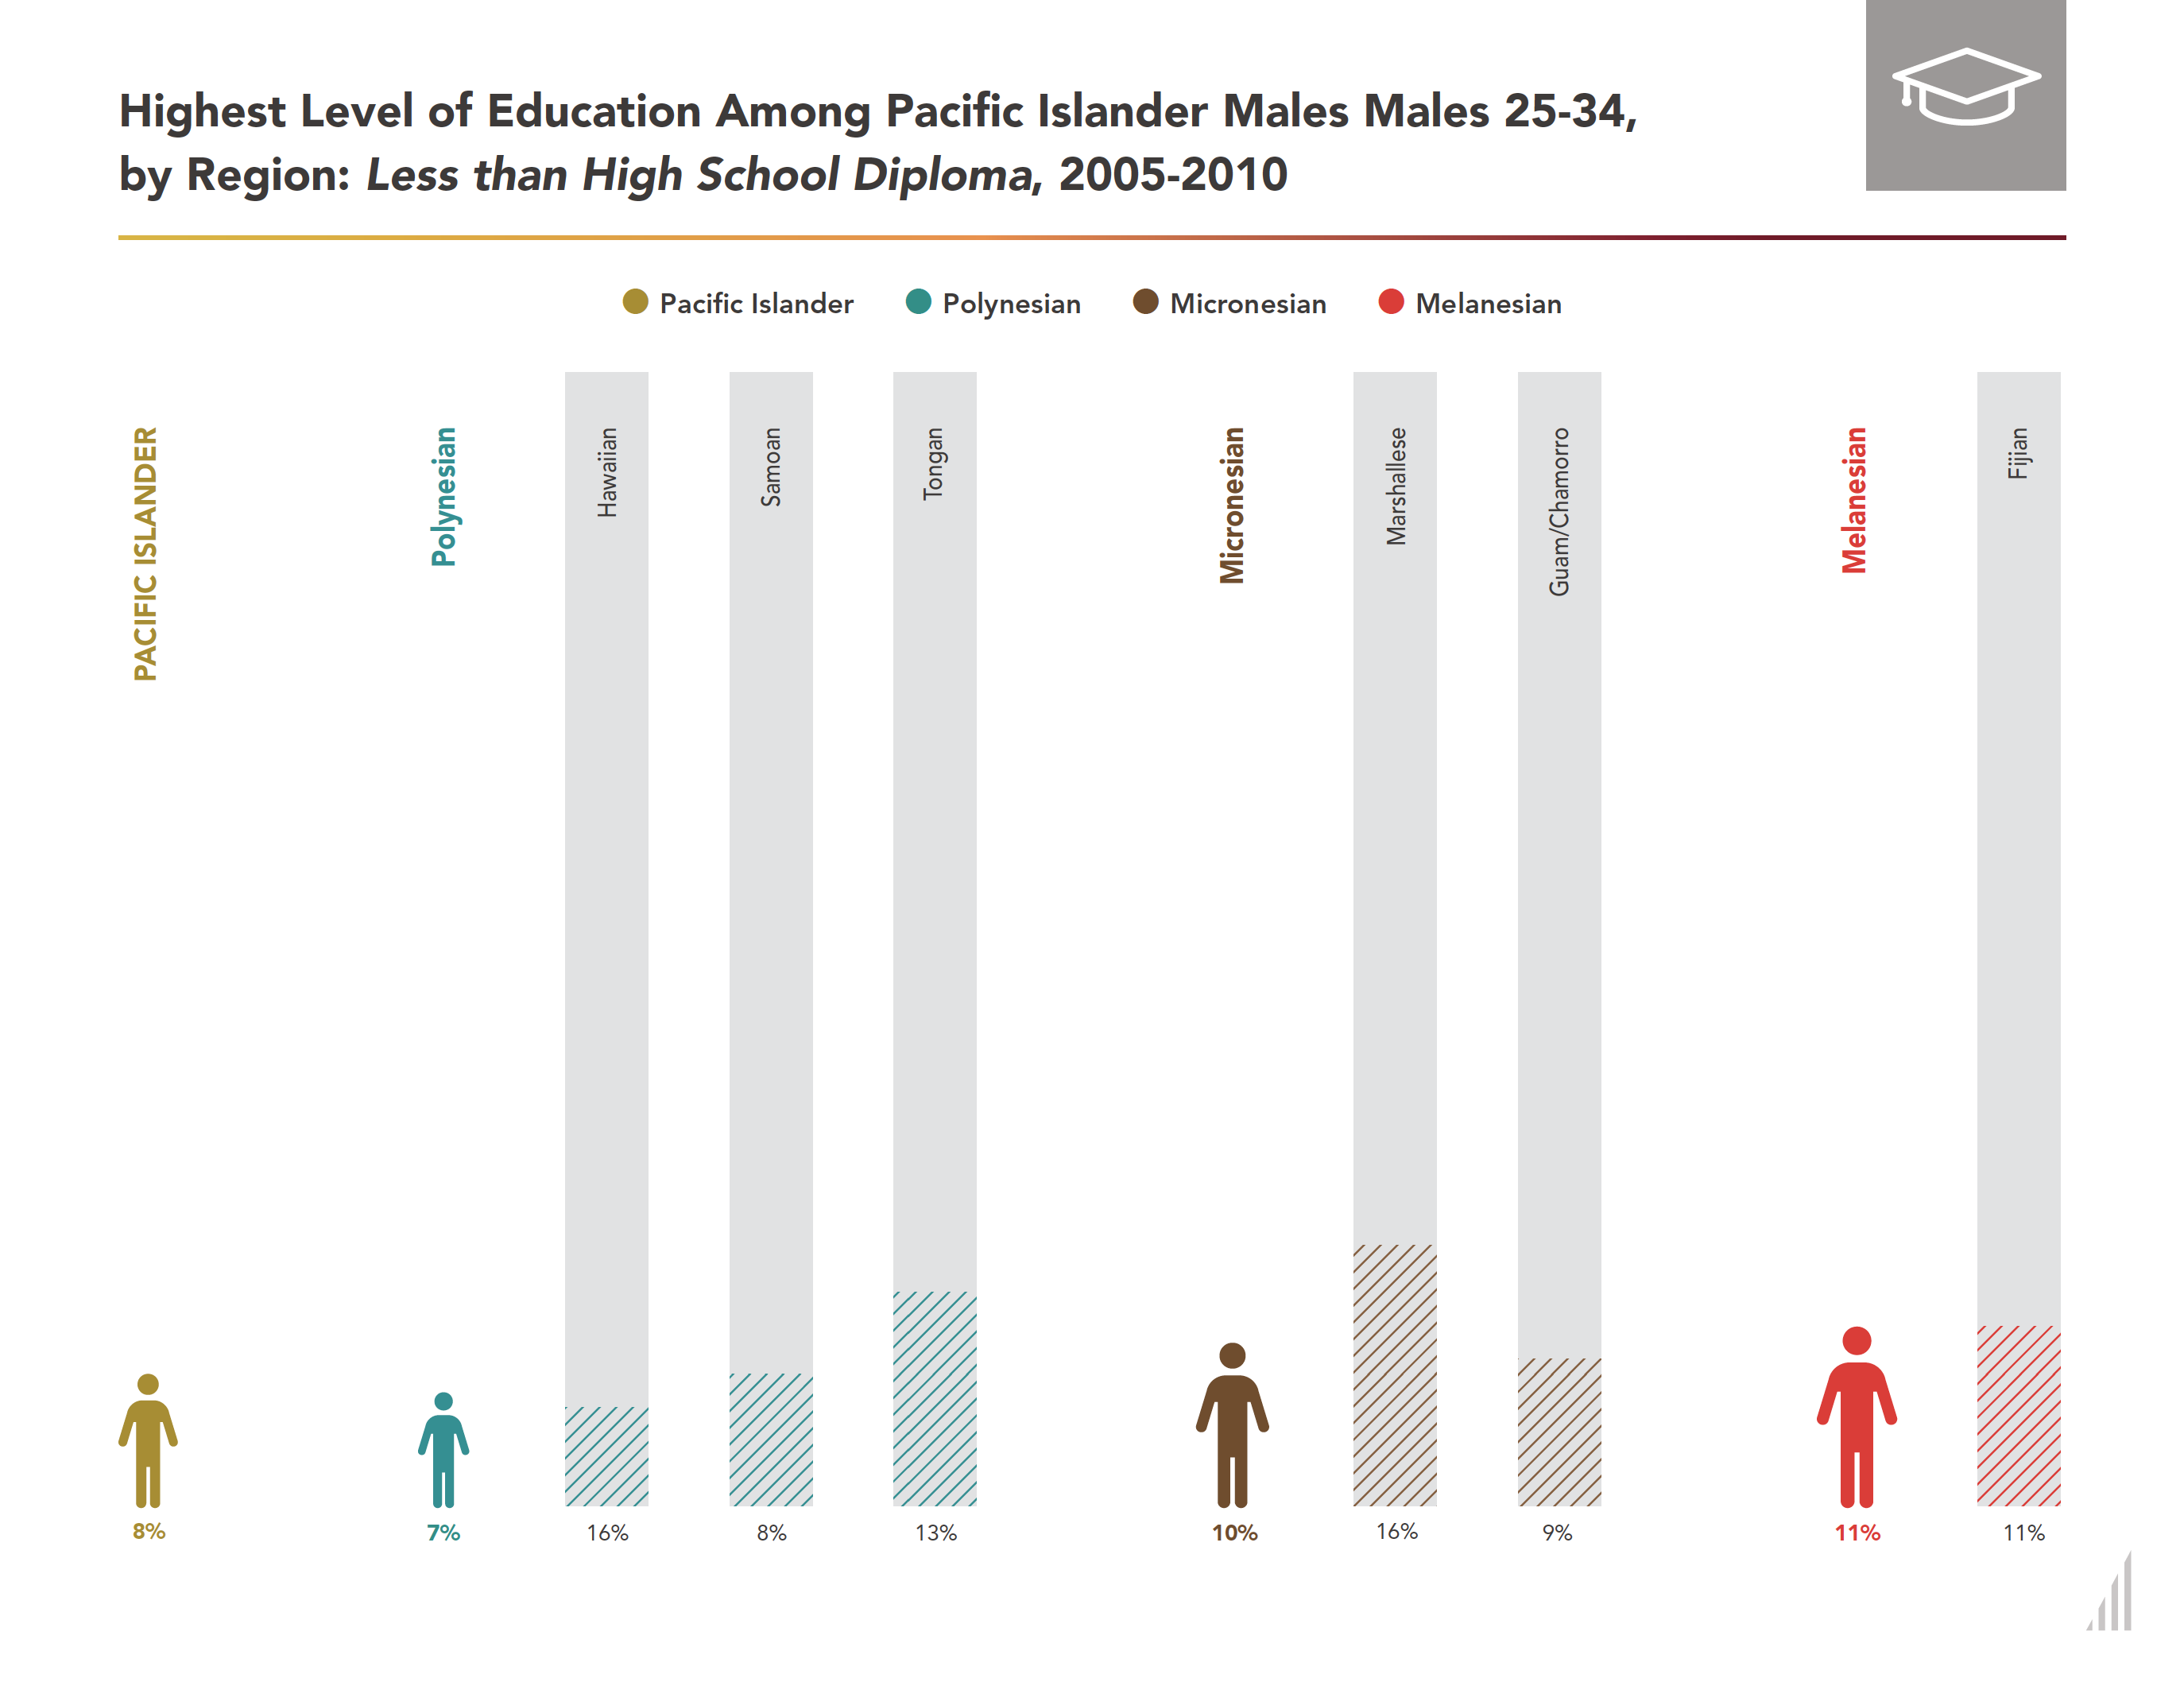 Highest Level of Education Among Pacific Islander Males Males 25-34,
by Region: Less than High School Diploma, 2005-2010
Pacific Islander
Polynesian
Micronesian
Melanesian
PACIFIC ISLANDER
Polynesian
Hawaiian
Samoan
Tongan
Micronesian
Marshallese
Guam/Chamorro
Melanesian
Fijian
8%
7%
16%
8%
13%
10%
16%
9%
11%
11%